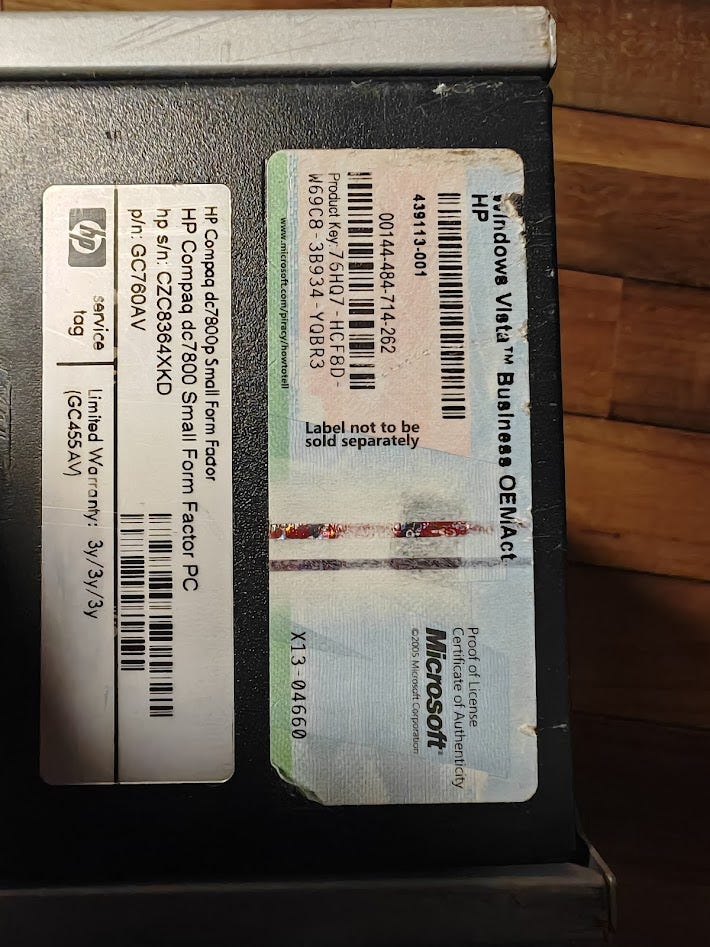 Windows Vista™ Business OEMAct
HP
439113-001
00144-484-714-262
Product Key: 76HQ7-HCF8D-
W69C8-3B934-YQBR3
www.microsoft.com/piracy/howtotell
Label not to be
sold separately
Proof of License
Certificate of Authenticity
Microsoft®
©2005 Microsoft Corporation
X13-04660
HP Compaq dc7800p Small Form Factor
HP Compaq dc7800 Small Form Factor PC
hp s/n: CZC8364XKD
p/n: GC760AV
hp
service
tag
Limited Warranty: 3y/3y/3y
(GC455AV)